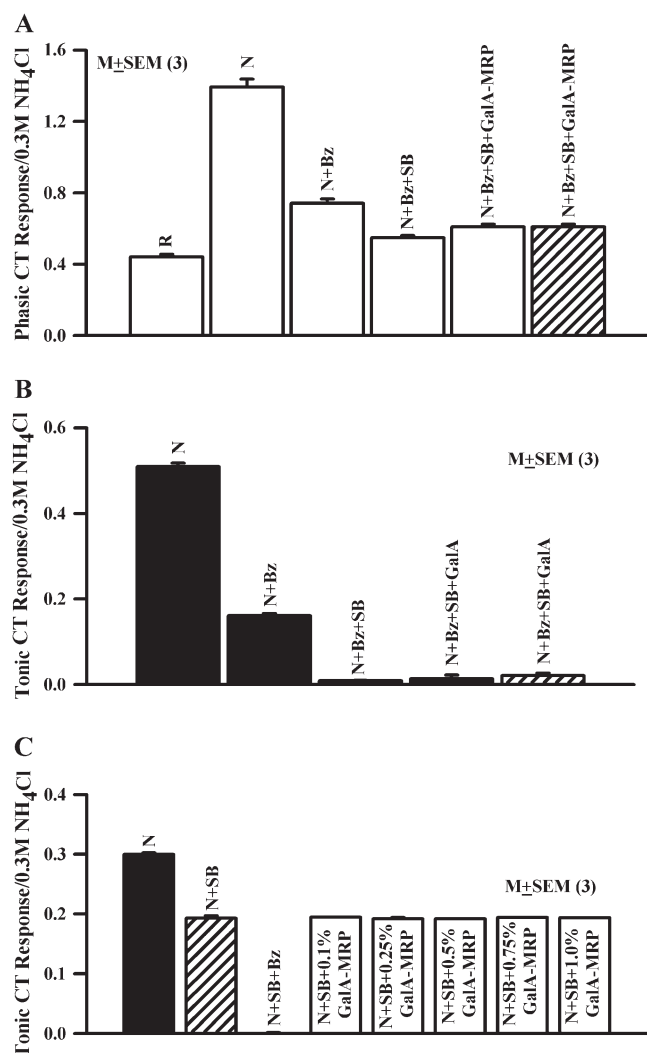 A
Phasic CT Response/0.3M NH4Cl
1.6
1.2
0.8
0.4
0.0
M±SEM (3)
R
N
N+Bz
N+Bz+SB
N+Bz+SB+GalA-MRP
N+Bz+SB+GalA-MRP
B
Tonic CT Response/0.3M NH4Cl
0.6
0.4
0.2
0.0
M±SEM (3)
N
N+Bz
N+Bz+SB
N+Bz+SB+GalA
N+Bz+SB+GalA
C
Tonic CT Response/0.3M NH4Cl
0.4
0.3
0.2
0.1
0.0
M±SEM (3)
N
N+SB
N+SB+Bz
N+SB+0.1%
GalA-MRP
N+SB+0.25%
GalA-MRP
N+SB+0.5%
GalA-MRP
N+SB+0.75%
GalA-MRP
N+SB+1.0%
GalA-MRP